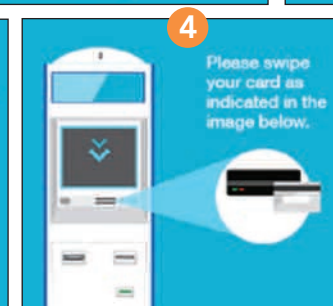 4
Please swipe
your card as
indicated in the
image below.